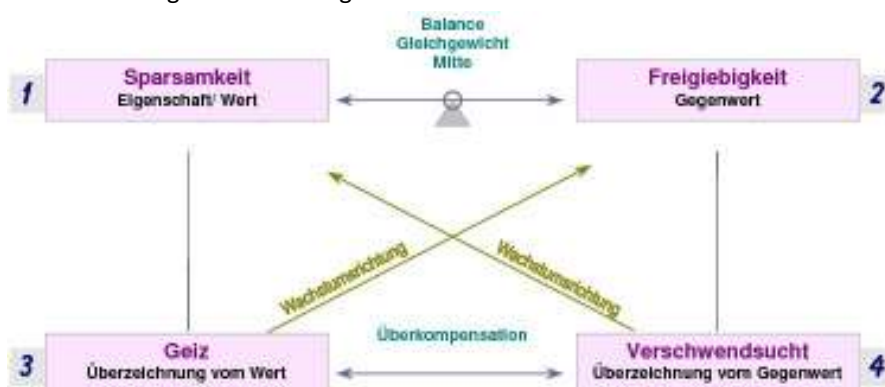 Balance
Gleichgewicht
Mitte
1
Sparsamkeit
Eigenschaft/ Wert
Freigiebigkeit
Gegenwert
2
Wachstumsrichtung
Wachstumsrichtung
Überkompensation
3
Geiz
Überzeichnung vom Wert
Verschwendsucht
Überzeichnung vom Gegenwert
4